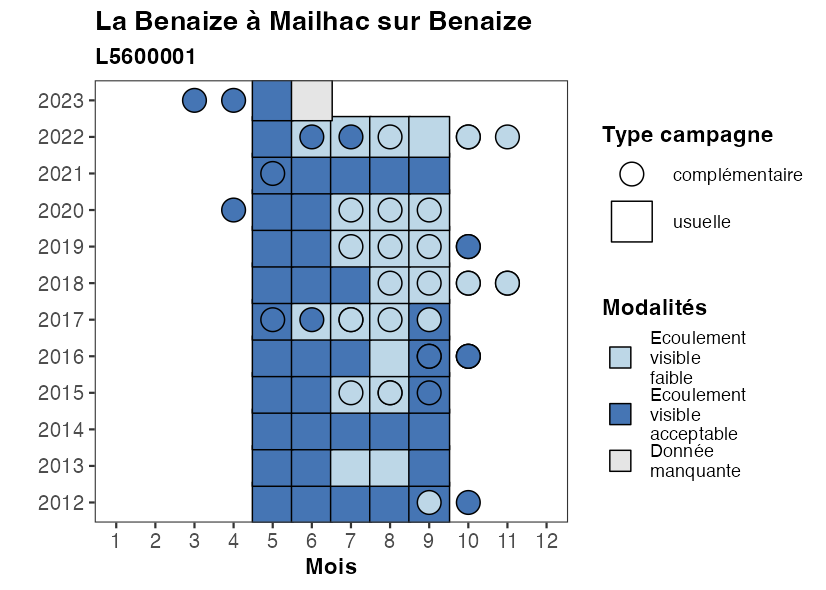 La Benaize à Mailhac sur Benaize
L5600001
2023
2022
2021
2020
2019
2018
2017
2016
2015
2014
2013
2012
1 2 3 4 5 6 7 8 9 10 11 12
Mois
Type campagne
complémentaire
usuelle
Modalités
Ecoulement
visible
faible
Ecoulement
visible
acceptable
Donnée
manquante